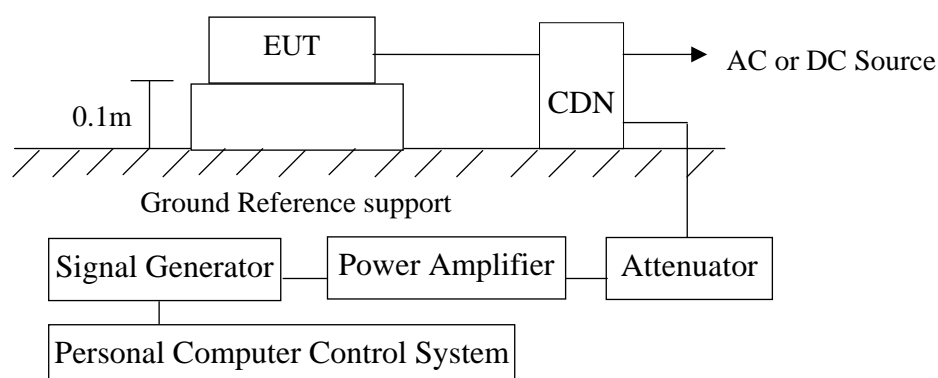 EUT
AC or DC Source
CDN
0.1m
Ground Reference support
Signal Generator
Power Amplifier
Attenuator
Personal Computer Control System